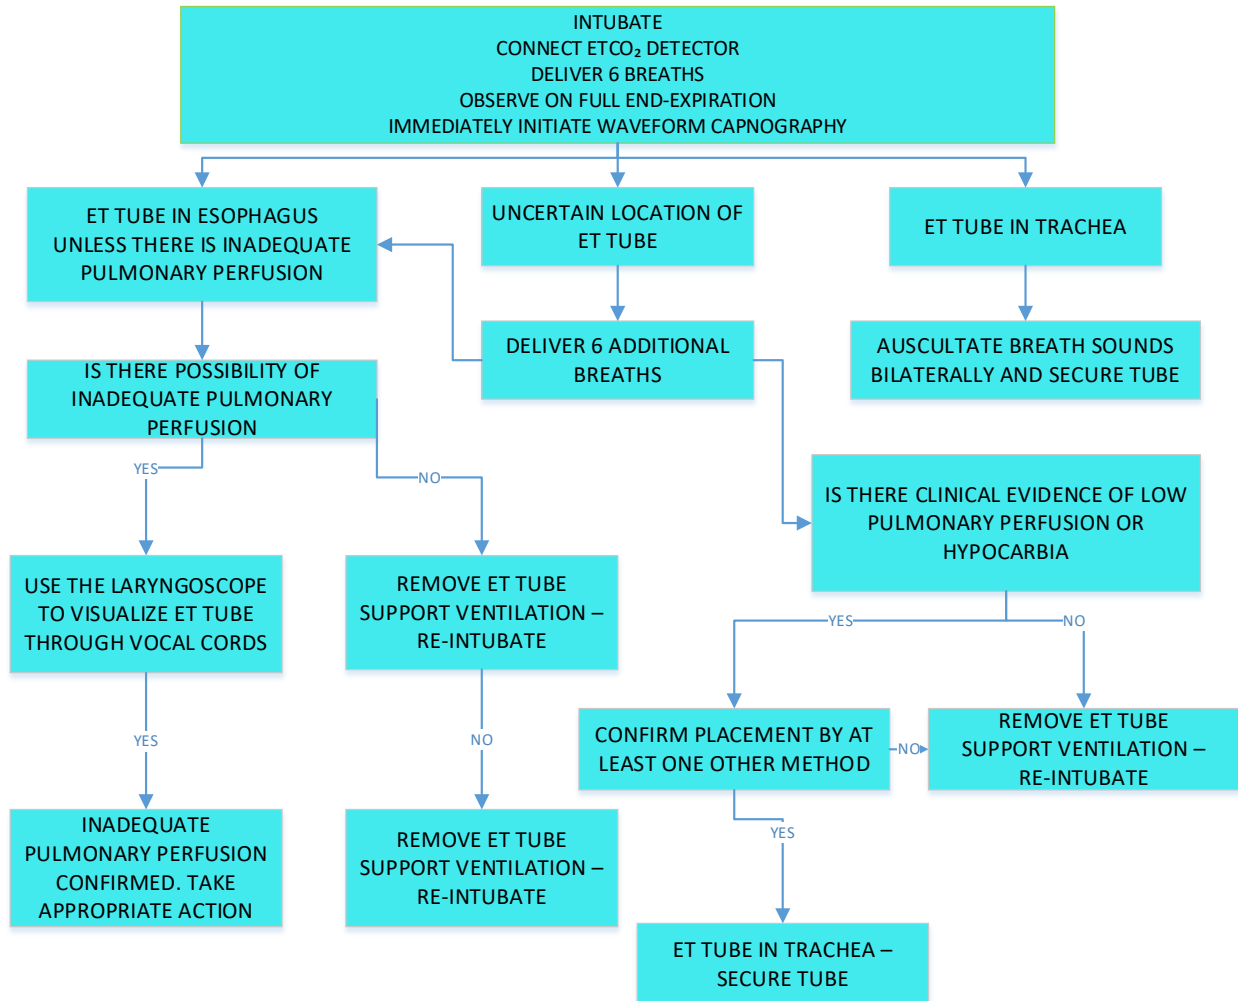 INTUBATE
CONNECT ETCO₂ DETECTOR
DELIVER 6 BREATHS
OBSERVE ON FULL END-EXPIRATION
IMMEDIATELY INITIATE WAVEFORM CAPNOGRAPHY
ET TUBE IN ESOPHAGUS
UNLESS THERE IS INADEQUATE
PULMONARY PERFUSION
UNCERTAIN LOCATION OF
ET TUBE
ET TUBE IN TRACHEA
DELIVER 6 ADDITIONAL
BREATHS
AUSCULTATE BREATH SOUNDS
BILATERALLY AND SECURE TUBE
IS THERE POSSIBILITY OF
INADEQUATE PULMONARY
PERFUSION
YES
NO
IS THERE CLINICAL EVIDENCE OF LOW
PULMONARY PERFUSION OR
HYPOCARBIA
USE THE LARYNGOSCOPE
TO VISUALIZE ET TUBE
THROUGH VOCAL CORDS
REMOVE ET TUBE
SUPPORT VENTILATION –
RE-INTUBATE
YES
NO
YES
NO
CONFIRM PLACEMENT BY AT
LEAST ONE OTHER METHOD
NO
REMOVE ET TUBE
SUPPORT VENTILATION –
RE-INTUBATE
INADEQUATE
PULMONARY PERFUSION
CONFIRMED. TAKE
APPROPRIATE ACTION
REMOVE ET TUBE
SUPPORT VENTILATION –
RE-INTUBATE
YES
ET TUBE IN TRACHEA –
SECURE TUBE